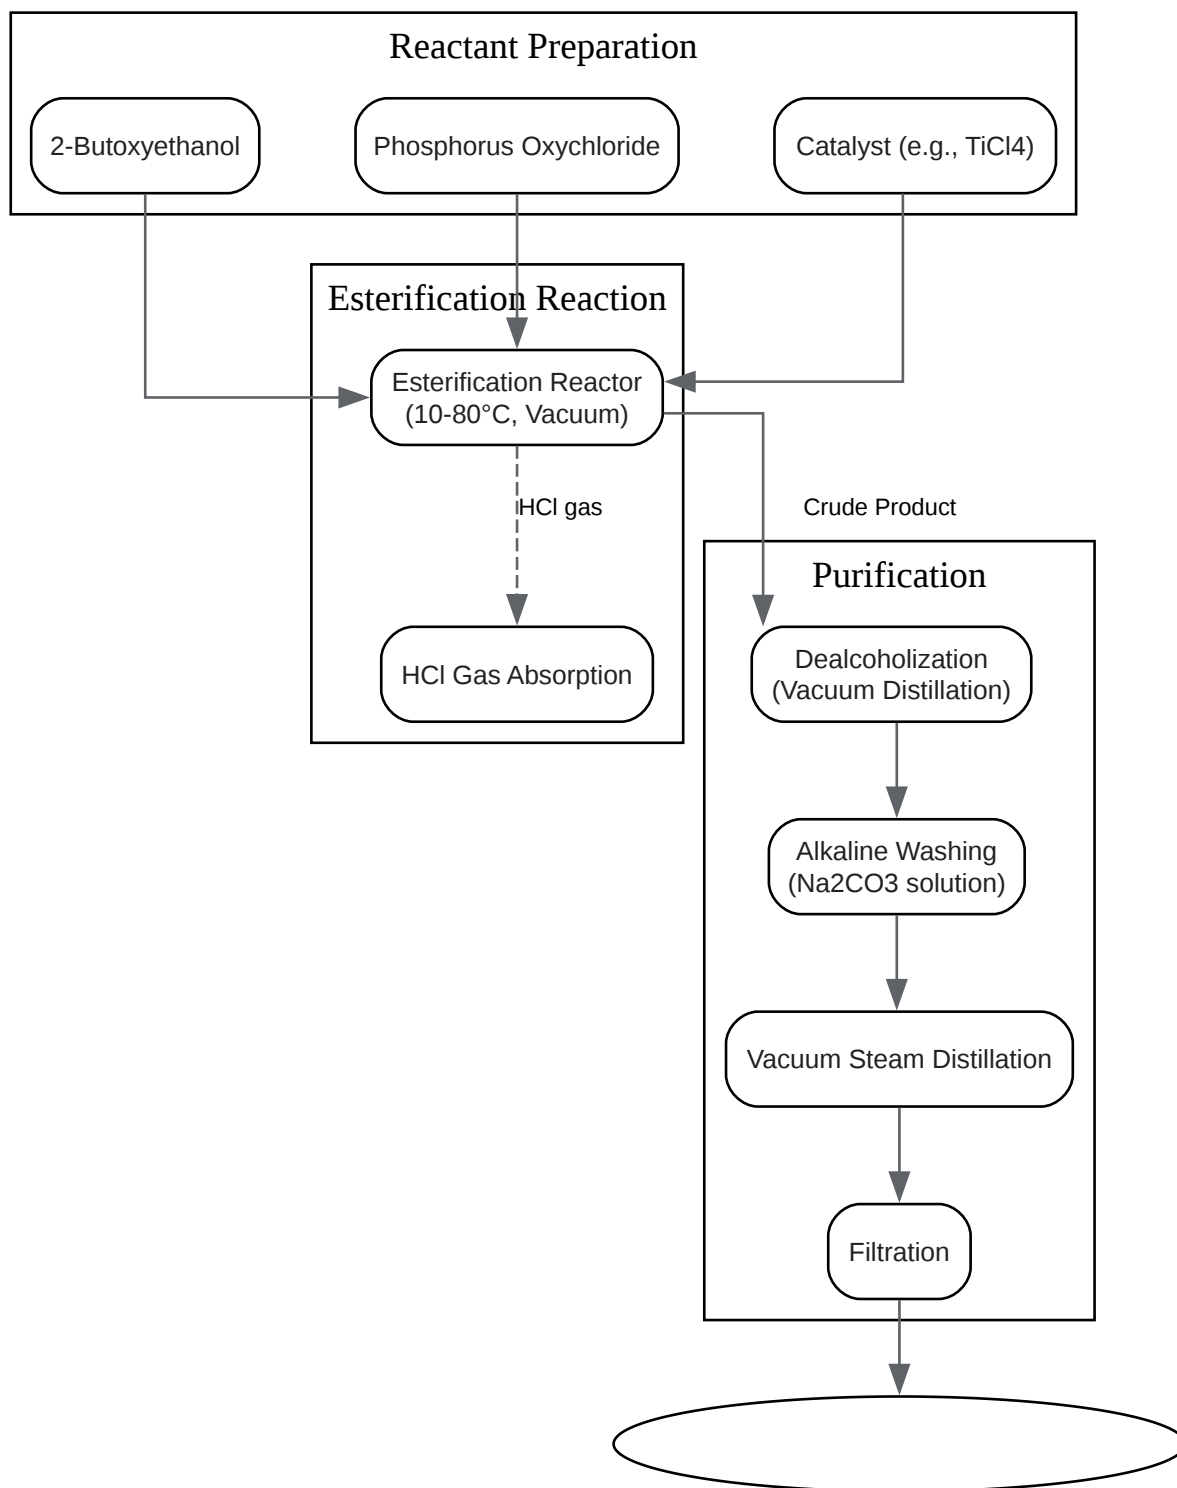 Reactant Preparation
2-Butoxyethanol
Phosphorus Oxychloride
Catalyst (e.g., TiCl4)
Esterification Reaction
Esterification Reactor
(10-80°C, Vacuum)
HCl gas
Crude Product
Purification
HCl Gas Absorption
Dealcoholization
(Vacuum Distillation)
Alkaline Washing
(Na2CO3 solution)
Vacuum Steam Distillation
Filtration